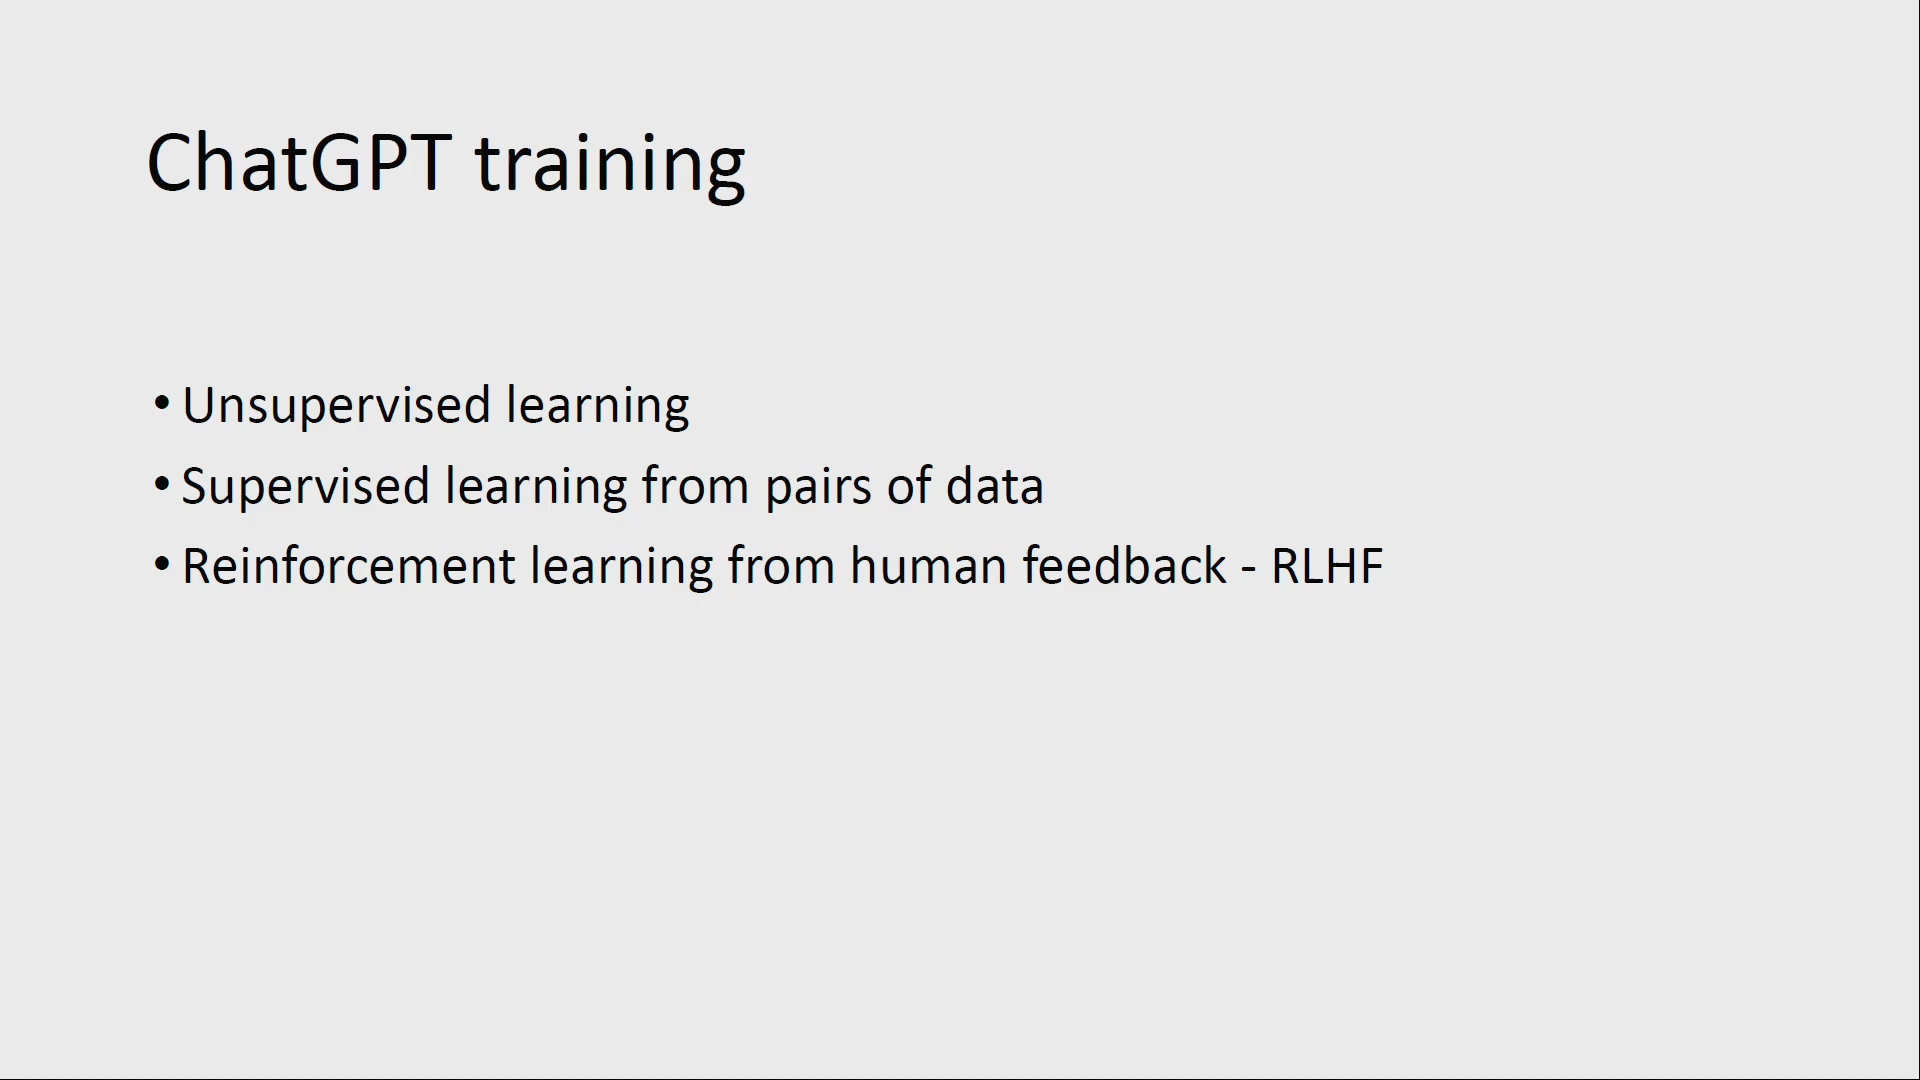 ChatGPT training
• Unsupervised learning
• Supervised learning from pairs of data
• Reinforcement learning from human feedback - RLHF